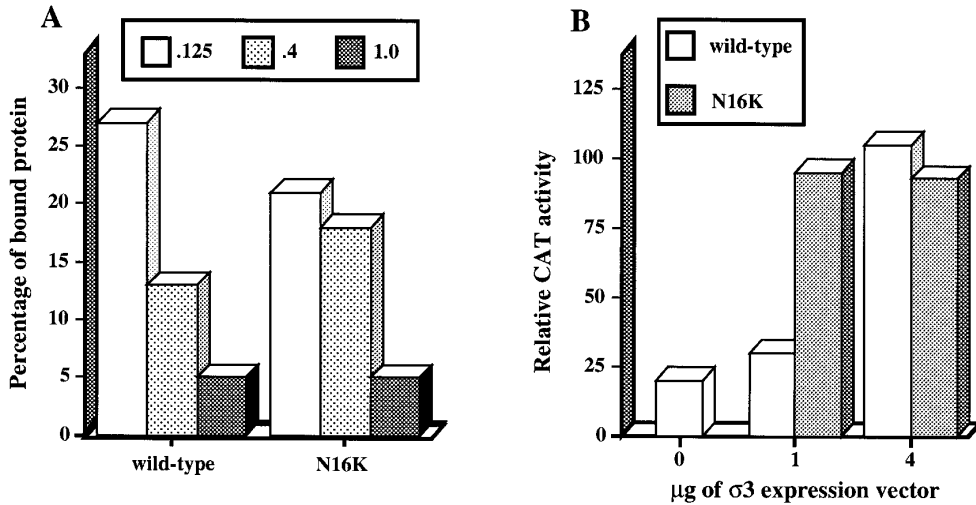 A
.125 .4 1.0
Percentage of bound protein
30
25
20
15
10
5
0
wild-type N16K
B
wild-type
N16K
Relative CAT activity
125
100
75
50
25
0
0 1 4
μg of σ3 expression vector